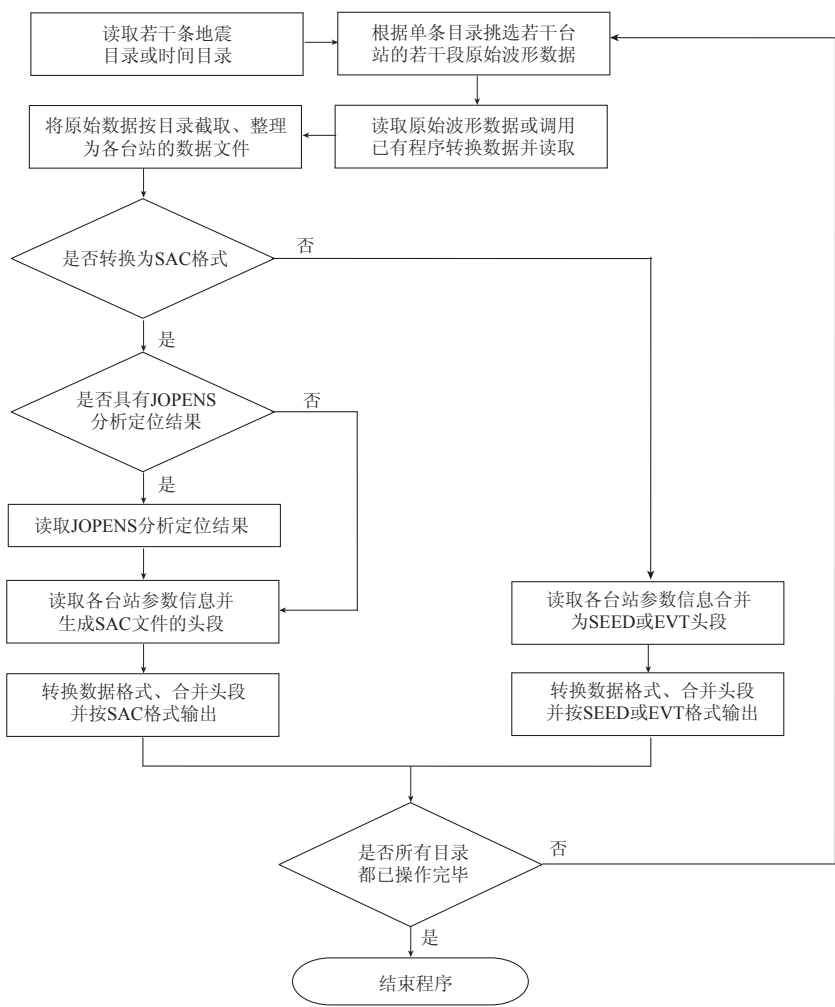 读取若干条地震
目录或时间目录
根据单条目录挑选若干台
站的若干段原始波形数据
将原始数据按目录截取、整理
为各台站的数据文件
读取原始波形数据或调用
已有程序转换数据并读取
是否转换为SAC格式
否
是
是否具有JOPENS
分析定位结果
否
是
读取JOPENS分析定位结果
读取各台站参数信息并
生成SAC文件的头段
读取各台站参数信息合并
为SEED或EVT头段
转换数据格式、合并头段
并按SAC格式输出
转换数据格式、合并头段
并按SEED或EVT格式输出
是否所有目录
都已操作完毕
否
是
结束程序